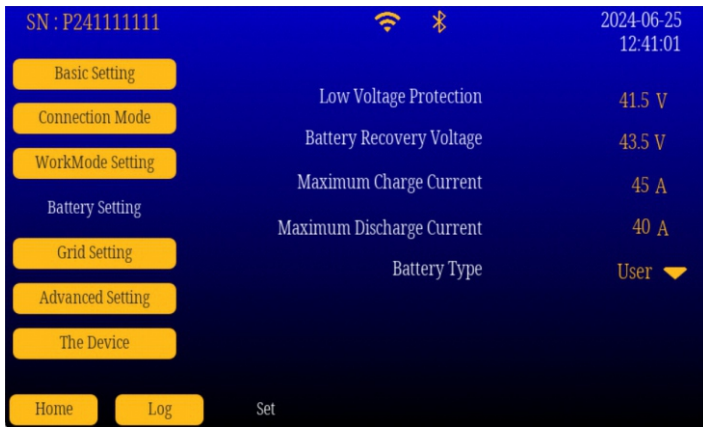 SN : P241111111
2024-06-25
12:41:01
Basic Setting
Connection Mode
WorkMode Setting
Battery Setting
Grid Setting
Advanced Setting
The Device
Low Voltage Protection 41.5 V
Battery Recovery Voltage 43.5 V
Maximum Charge Current 45 A
Maximum Discharge Current 40 A
Battery Type User
Home Log Set